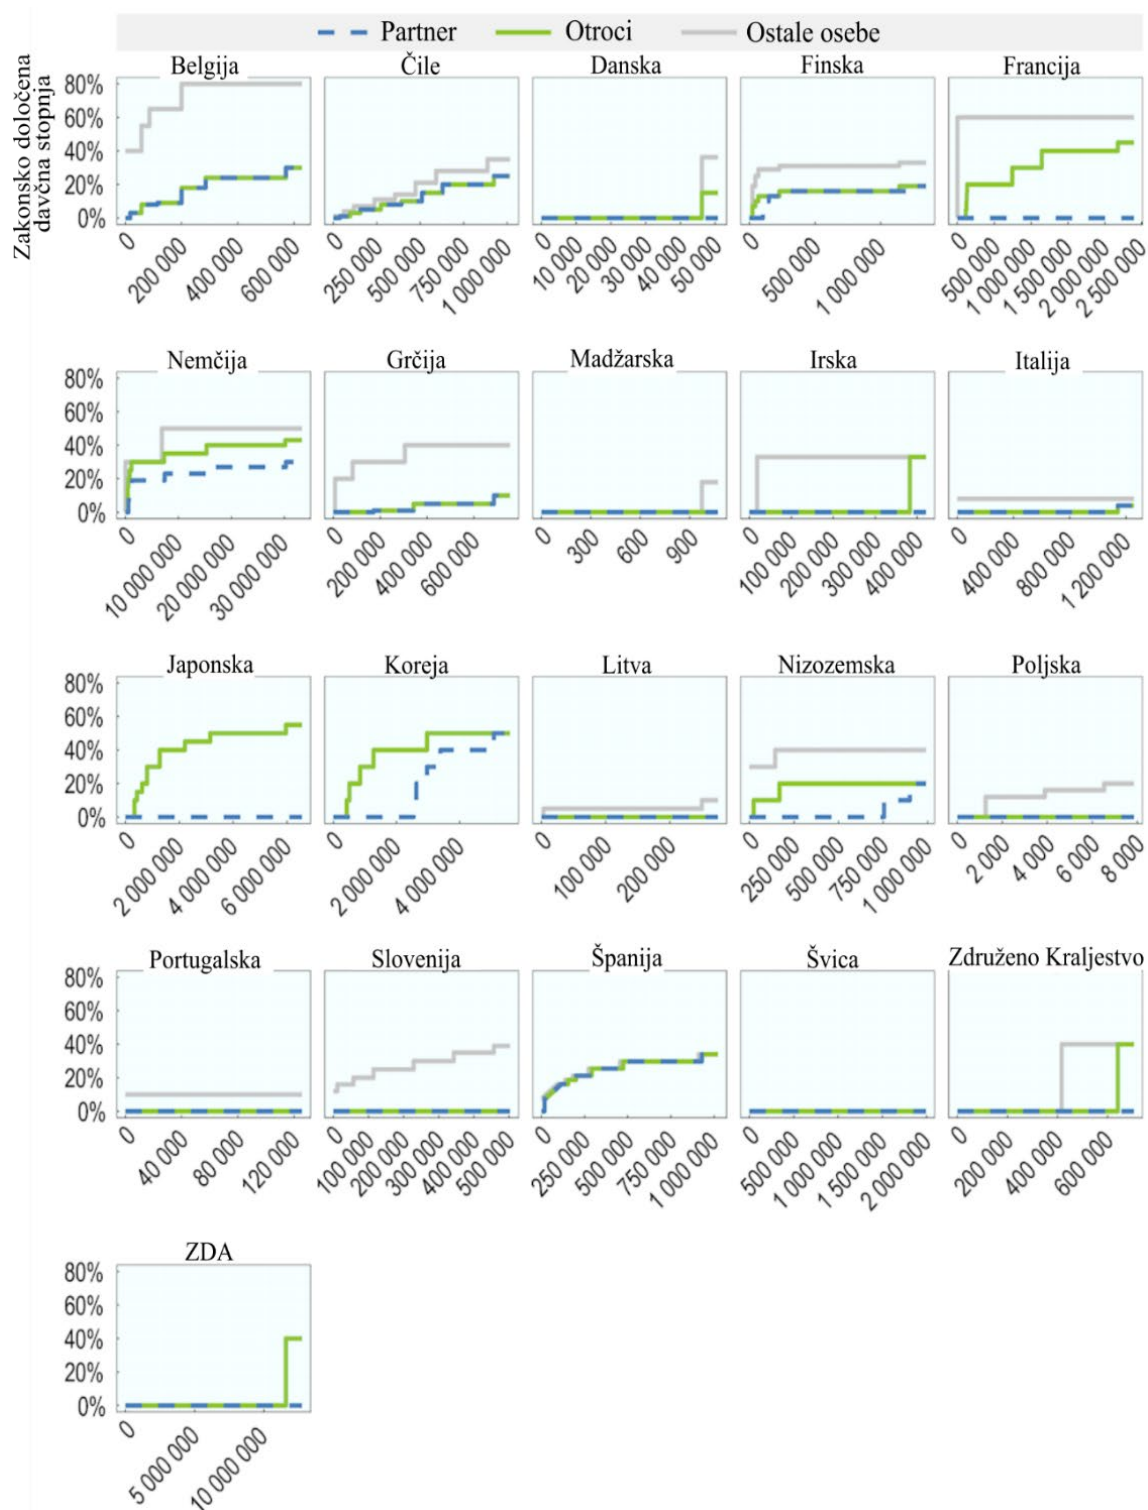 Partner Otroci Ostale osebe
Zakonsko določena
davčna stopnja
Belgija Čile Danska Finska Francija
80%
60%
40%
20%
0%
0 200 000 400 000 600 000
0 250 000 500 000 750 000 1 000 000
0 10 000 20 000 30 000 40 000 50 000
0 500 000 1 000 000
0 500 000 1 000 000 1 500 000 2 000 000 2 500 000
Nemčija Grčija Madžarska Irska Italija
80%
60%
40%
20%
0%
0 10 000 000 20 000 000 30 000 000
0 200 000 400 000 600 000
0 300 600 900
0 100 000 200 000 300 000 400 000
0 400 000 800 000 1 200 000
Japonska Koreja Litva Nizozemska Poljska
80%
60%
40%
20%
0%
0 2 000 000 4 000 000 6 000 000
0 2 000 000 4 000 000
0 100 000 200 000
0 250 000 500 000 750 000 1 000 000
0 2 000 4 000 6 000 8 000
Portugalska Slovenija Španija Švica Združeno Kraljestvo
80%
60%
40%
20%
0%
0 40 000 80 000 120 000
0 100 000 200 000 300 000 400 000 500 000
0 250 000 500 000 750 000 1 000 000
0 500 000 1 000 000 1 500 000 2 000 000
0 200 000 400 000 600 000
ZDA
80%
60%
40%
20%
0%
0 5 000 000 10 000 000